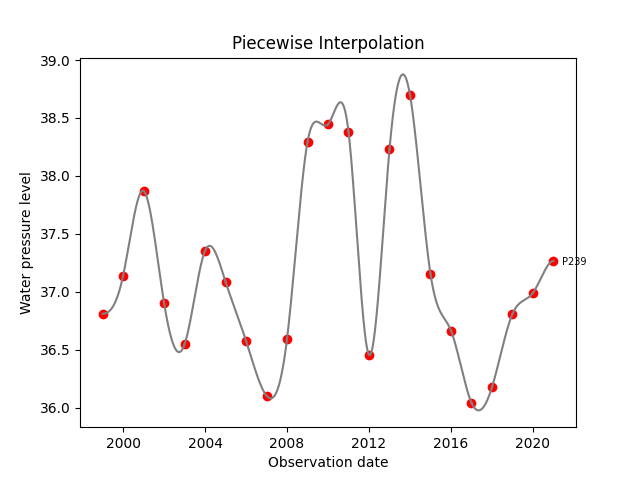 Piecewise Interpolation
39.0
38.5
38.0
37.5
37.0
36.5
36.0
Water pressure level
P239
2000 2004 2008 2012 2016 2020
Observation date